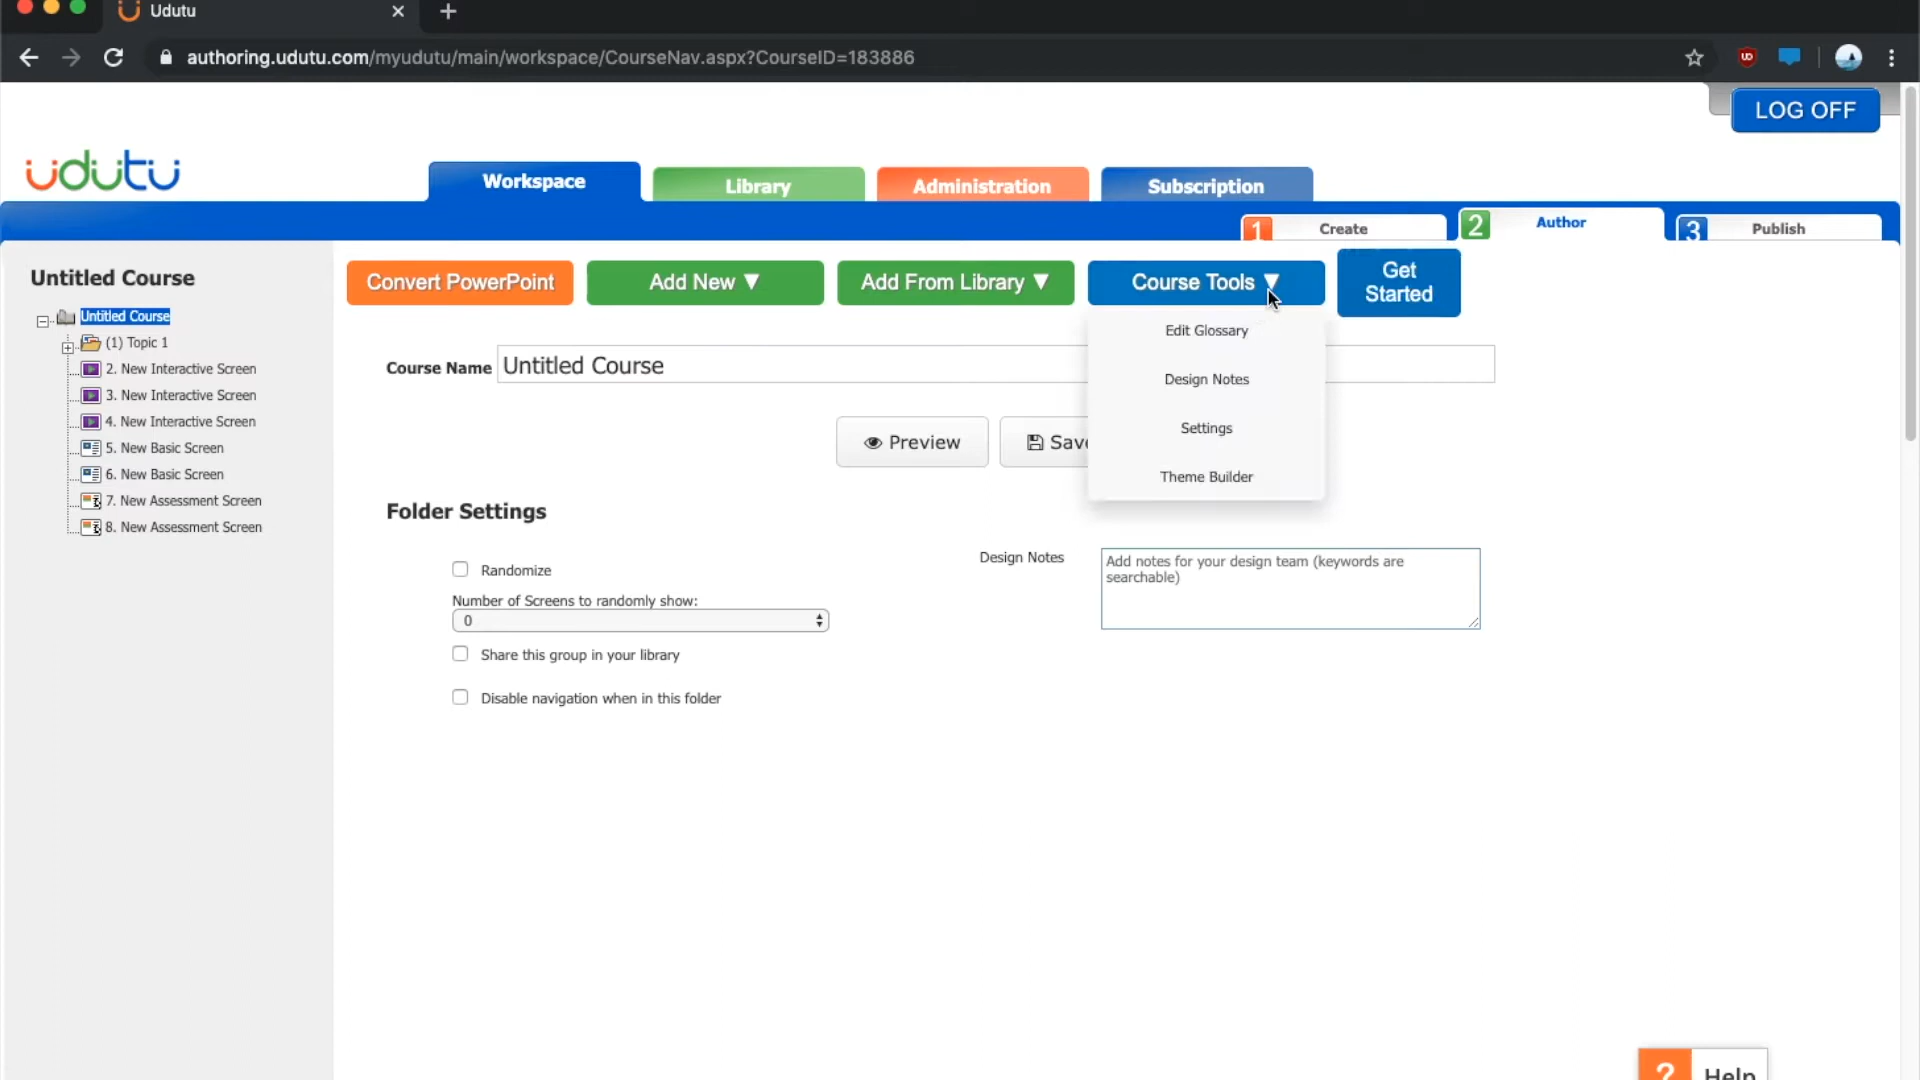 Udutu
authoring.udutu.com/myudutu/main/workspace/CourseNav.aspx?CourseID=183886
LOG OFF
udutu
Workspace
Library
Administration
Subscription
1 Create
2 Author
3 Publish
Untitled Course
Untitled Course
(1) Topic 1
2. New Interactive Screen
3. New Interactive Screen
4. New Interactive Screen
5. New Basic Screen
6. New Basic Screen
7. New Assessment Screen
8. New Assessment Screen
Convert PowerPoint
Add New ▼
Add From Library ▼
Course Tools ▼
Get
Started
Edit Glossary
Design Notes
Settings
Theme Builder
Course Name Untitled Course
Preview
Save
Folder Settings
Randomize
Number of Screens to randomly show:
0
Share this group in your library
Disable navigation when in this folder
Design Notes
Add notes for your design team (keywords are
searchable)
? Help